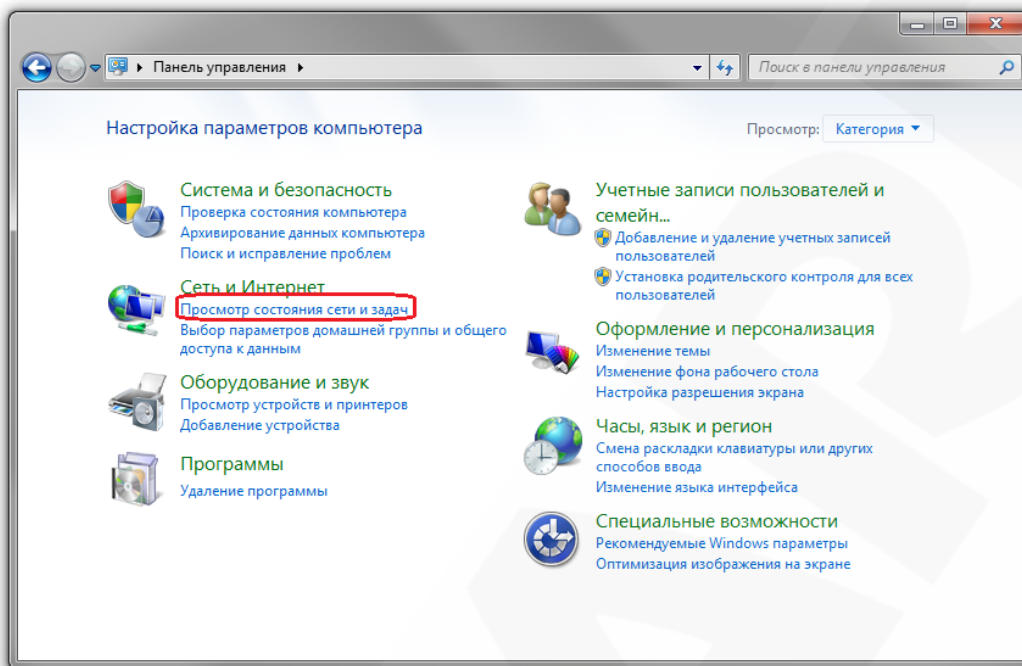 Панель управления
Поиск в панели управления
Настройка параметров компьютера
Просмотр: Категория
Система и безопасность
Проверка состояния компьютера
Архивирование данных компьютера
Поиск и исправление проблем
Сеть и Интернет
Просмотр состояния сети и задач
Выбор параметров домашней группы и общего
доступа к данным
Оборудование и звук
Просмотр устройств и принтеров
Добавление устройства
Программы
Удаление программы
Учетные записи пользователей и
семейн...
Добавление и удаление учетных записей
пользователей
Установка родительского контроля для всех
пользователей
Оформление и персонализация
Изменение темы
Изменение фона рабочего стола
Настройка разрешения экрана
Часы, язык и регион
Смена раскладки клавиатуры или других
способов ввода
Изменение языка интерфейса
Специальные возможности
Рекомендуемые Windows параметры
Оптимизация изображения на экране